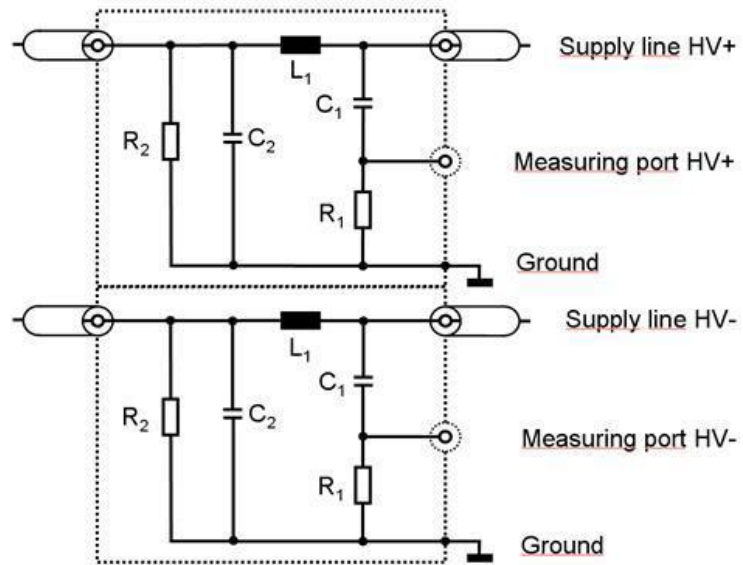 Supply line HV+
L₁
C₁
R₂
C₂
Measuring port HV+
R₁
Ground
Supply line HV-
L₁
C₁
R₂
C₂
Measuring port HV-
R₁
Ground